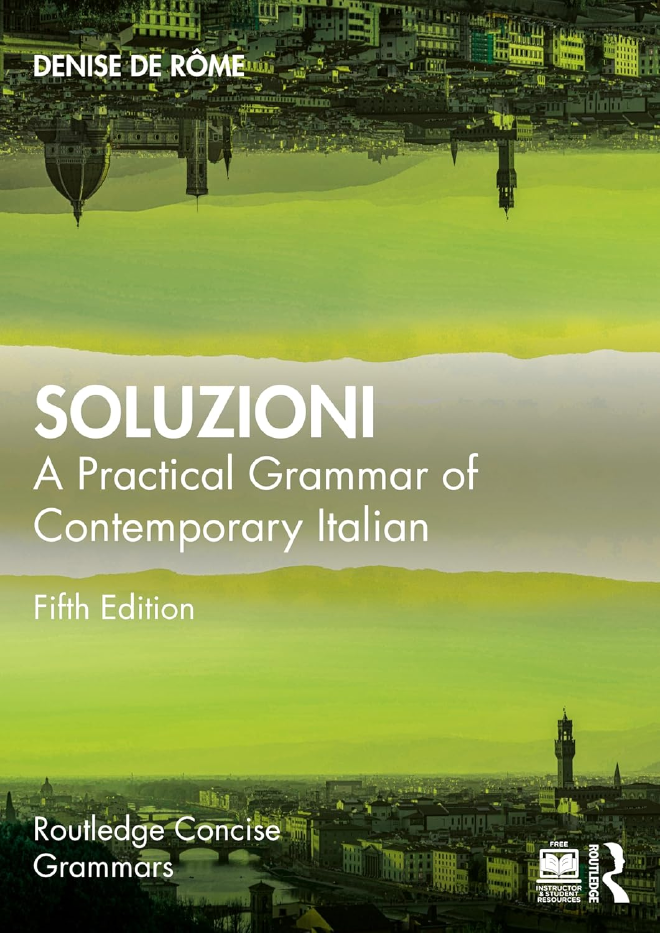 DENISE DE RÔME
SOLUZIONI
A Practical Grammar of
Contemporary Italian
Fifth Edition
Routledge Concise
Grammars
FREE
INSTRUCTOR
& STUDENT
RESOURCES
ROUTLEDGE